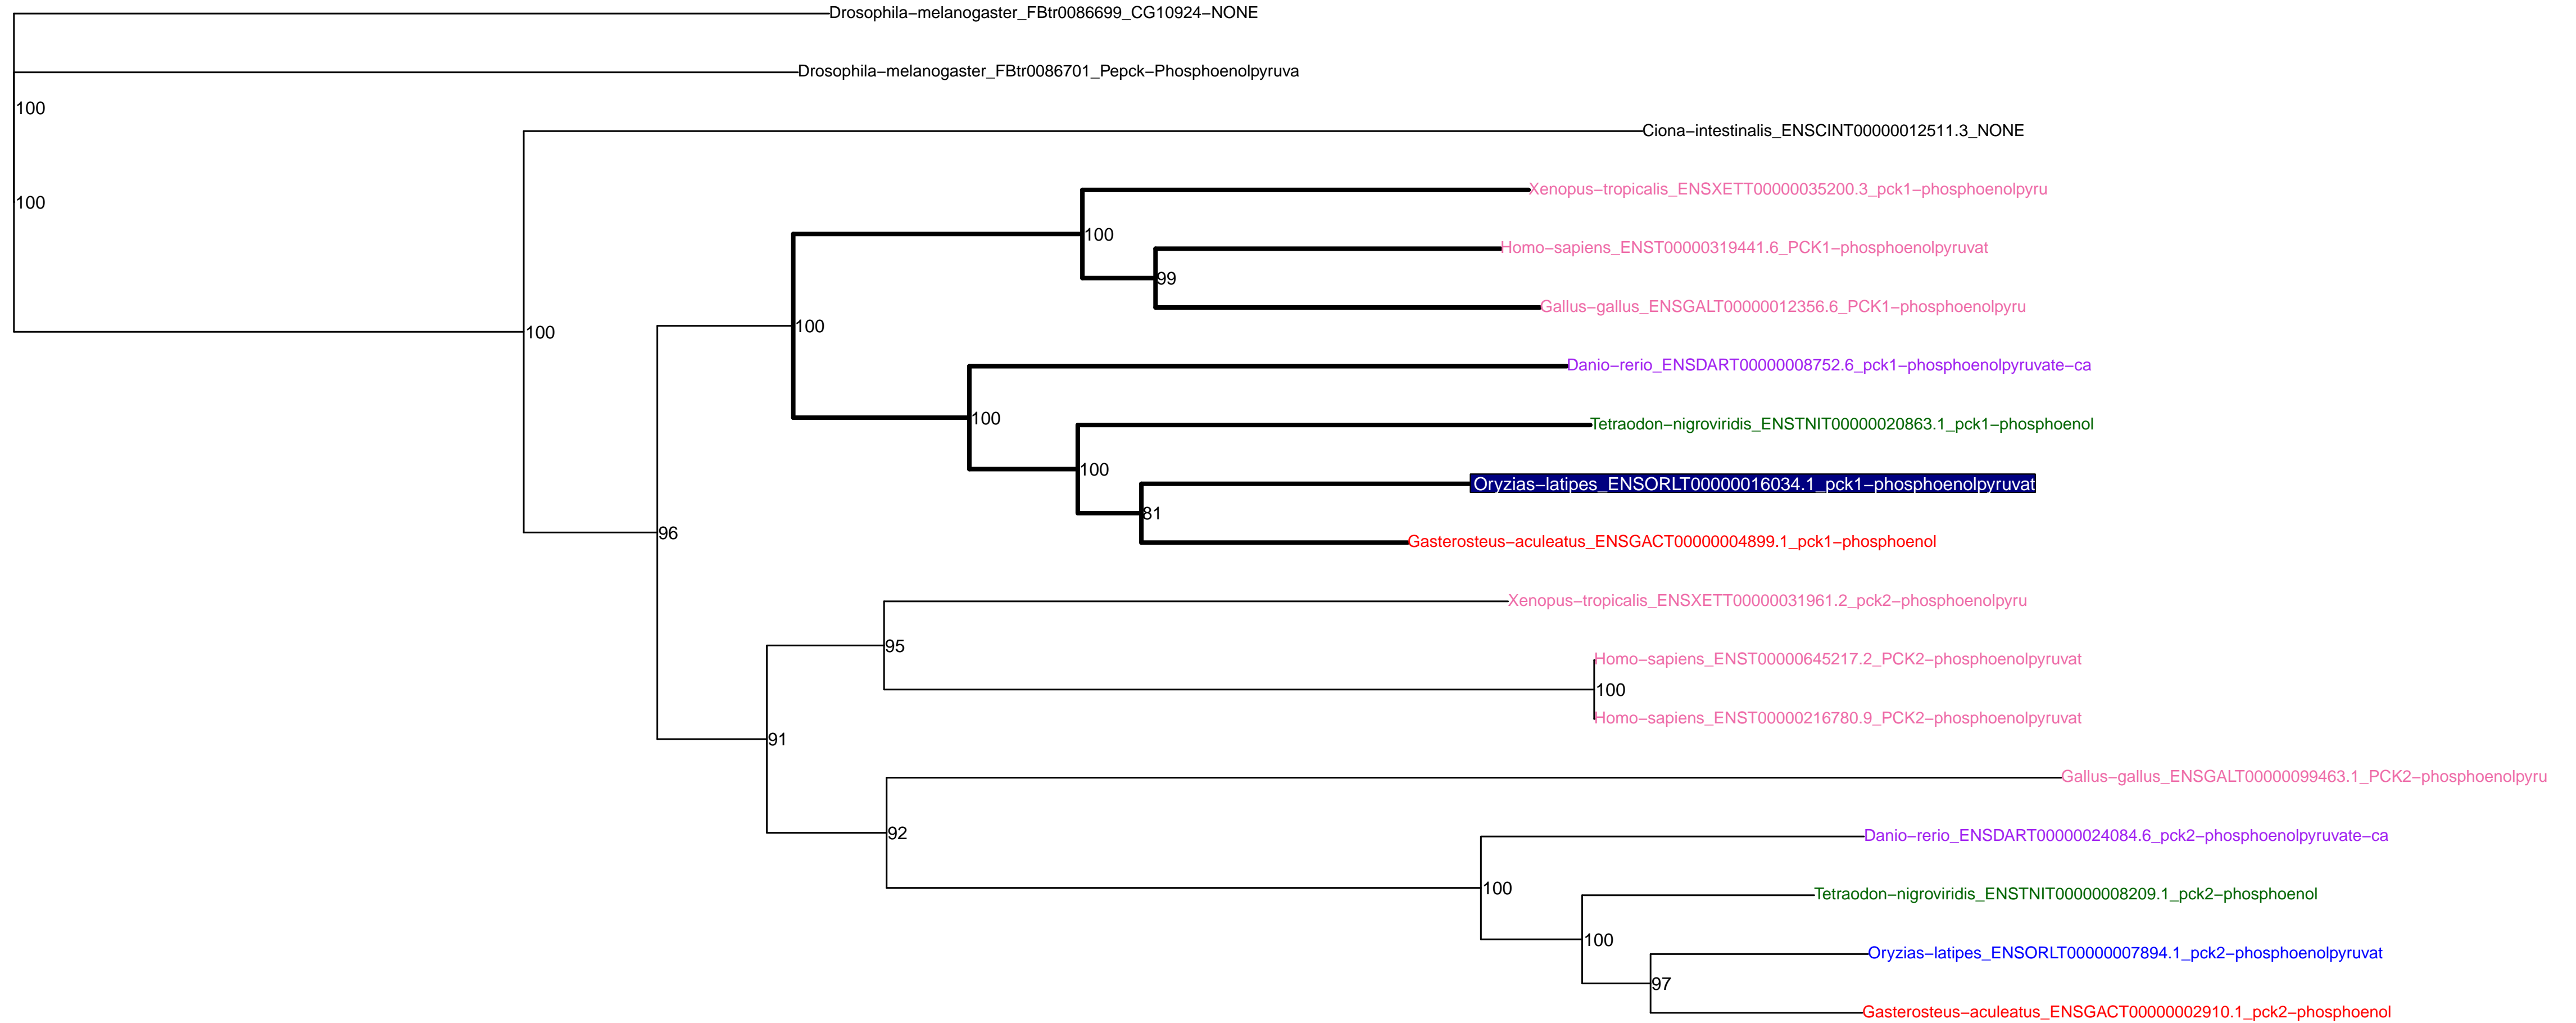 Drosophila−melanogaster_FBtr0086699_CG10924−NONE
Drosophila−melanogaster_FBtr0086701_Pepck−Phosphoenolpyruva
100
Ciona−intestinalis_ENSCINT00000012511.3_NONE
Xenopus−tropicalis_ENSXETT00000035200.3_pck1−phosphoenolpyru
100
100
Homo−sapiens_ENST00000319441.6_PCK1−phosphoenolpyruvat
99
Gallus−gallus_ENSGALT00000012356.6_PCK1−phosphoenolpyru
100
100
Danio−rerio_ENSDART00000008752.6_pck1−phosphoenolpyruvate−ca
100
Tetraodon−nigroviridis_ENSTNIT00000020863.1_pck1−phosphoenol
100
Oryzias−latipes_ENSORLT00000016034.1_pck1−phosphoenolpyruvat
81
96
Gasterosteus−aculeatus_ENSGACT00000004899.1_pck1−phosphoenol
Xenopus−tropicalis_ENSXETT00000031961.2_pck2−phosphoenolpyru
95
Homo−sapiens_ENST00000645217.2_PCK2−phosphoenolpyruvat
100
Homo−sapiens_ENST00000216780.9_PCK2−phosphoenolpyruvat
91
Gallus−gallus_ENSGALT00000099463.1_PCK2−phosphoenolpyru
92
Danio−rerio_ENSDART00000024084.6_pck2−phosphoenolpyruvate−ca
100
Tetraodon−nigroviridis_ENSTNIT00000008209.1_pck2−phosphoenol
100
Oryzias−latipes_ENSORLT00000007894.1_pck2−phosphoenolpyruvat
97
Gasterosteus−aculeatus_ENSGACT00000002910.1_pck2−phosphoenol